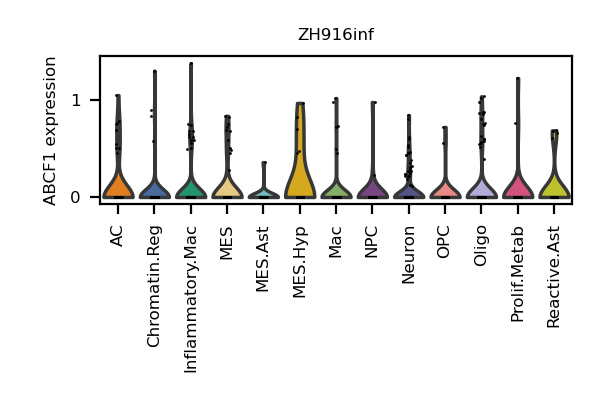 ZH916inf
ABCF1 expression
1
0
AC
Chromatin.Reg
Inflammatory.Mac
MES
MES.Ast
MES.Hyp
Mac
NPC
Neuron
OPC
Oligo
Prolif.Metab
Reactive.Ast